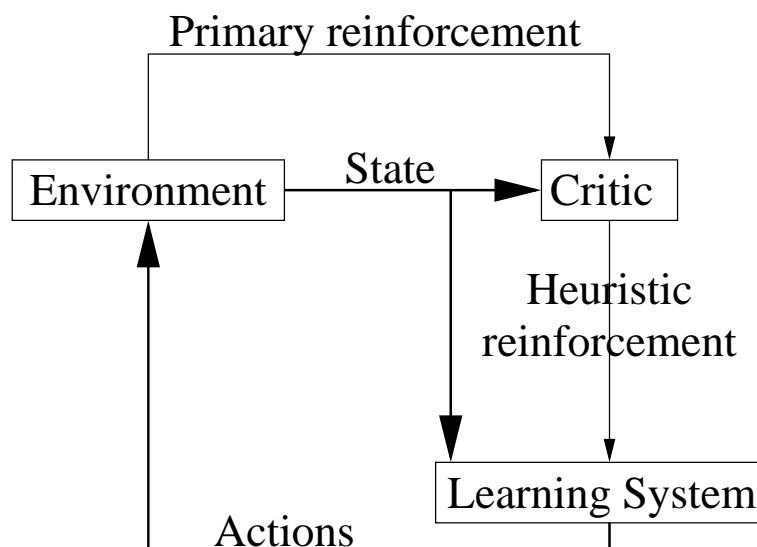 Primary reinforcement
State
Environment
Critic
Heuristic
reinforcement
Learning System
Actions